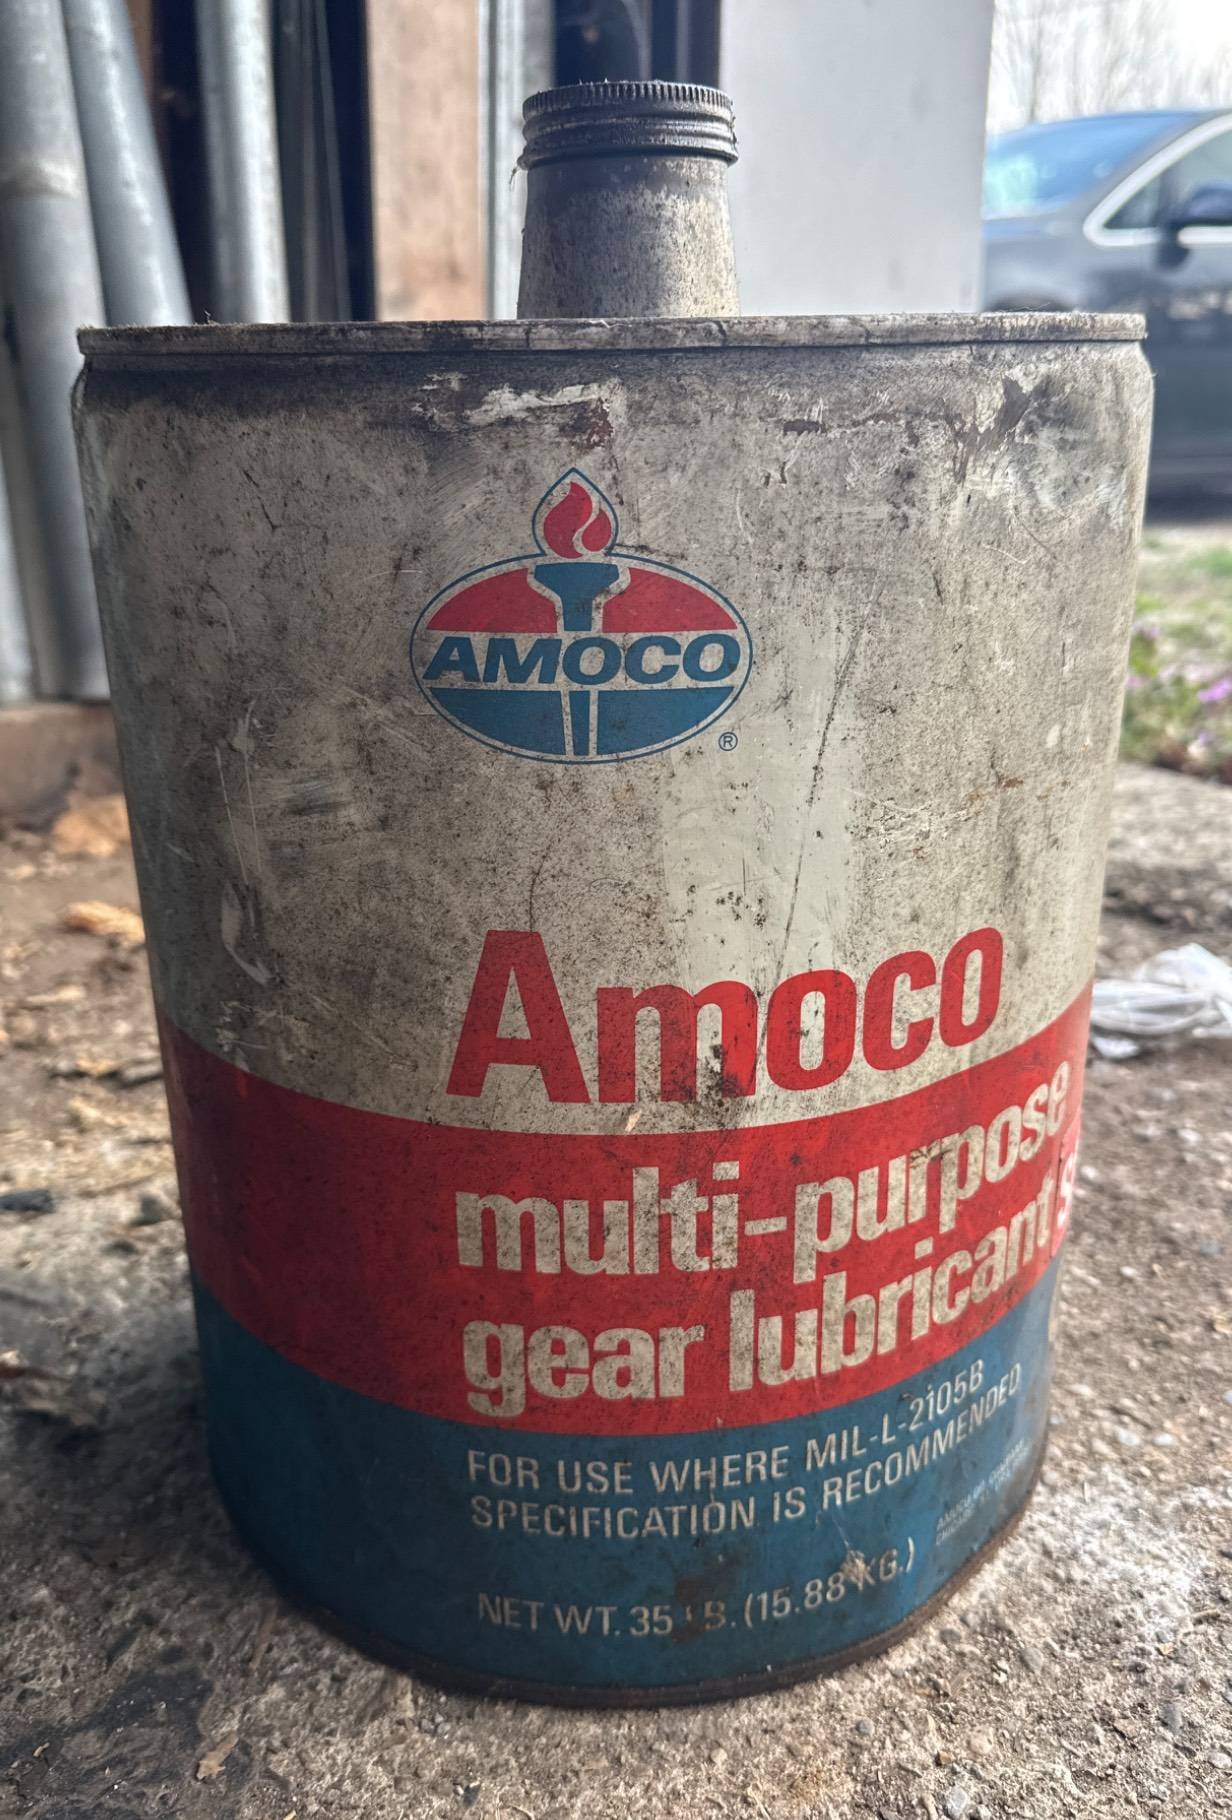 AMOCO
®
Amoco
multi-purpose
gear lubricant
FOR USE WHERE MIL-L-2105B
SPECIFICATION IS RECOMMENDED
NET WT. 35 LB. (15.88 KG.)